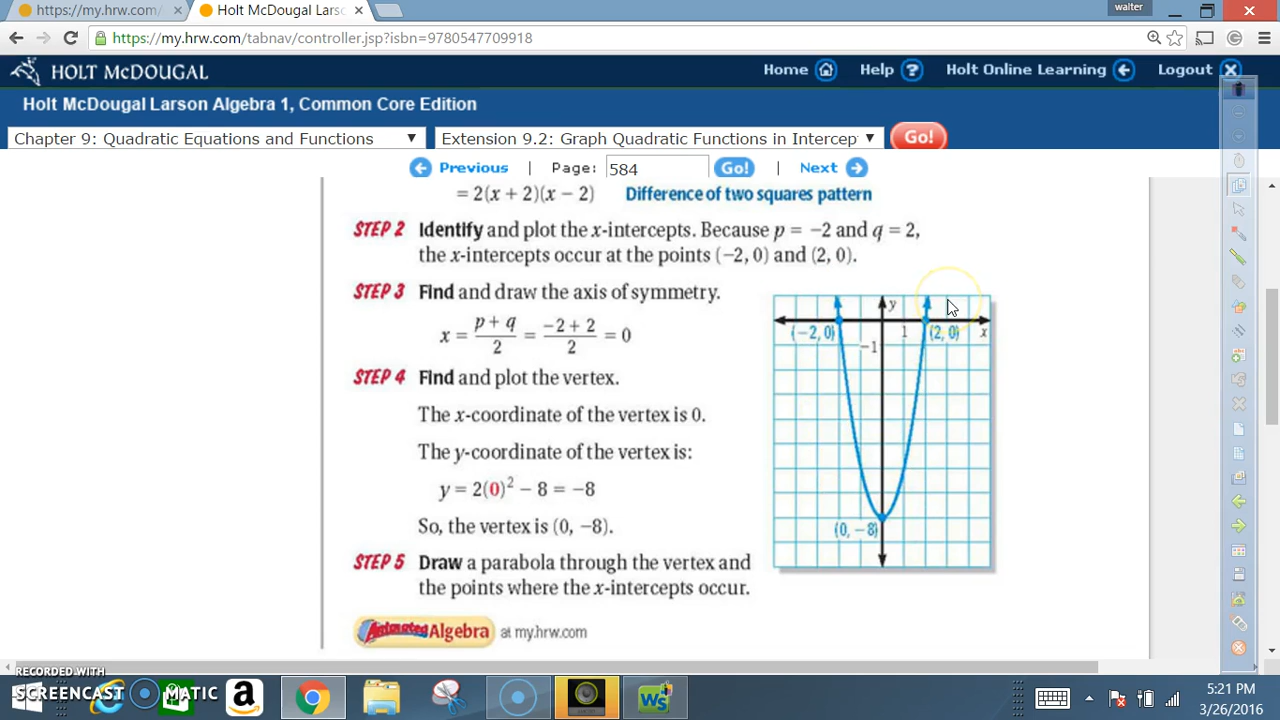 https://my.hrw.com/tabna
Holt McDougal Lars
walter
https://my.hrw.com/tabnav/controller.jsp?isbn=9780547709918
HOLT McDOUGAL
Home
Help ?
Holt Online Learning
Logout
Holt McDougal Larson Algebra 1, Common Core Edition
Chapter 9: Quadratic Equations and Functions
Extension 9.2: Graph Quadratic Functions in Intercep
Go!
Previous | Page: 584 Go! | Next
= 2(x + 2)(x − 2) Difference of two squares pattern
STEP 2 Identify and plot the x-intercepts. Because p = −2 and q = 2,
the x-intercepts occur at the points (−2, 0) and (2, 0).
STEP 3 Find and draw the axis of symmetry.
x = p + q / 2 = −2 + 2 / 2 = 0
STEP 4 Find and plot the vertex.
The x-coordinate of the vertex is 0.
The y-coordinate of the vertex is:
y = 2(0)² − 8 = −8
So, the vertex is (0, −8).
STEP 5 Draw a parabola through the vertex and
the points where the x-intercepts occur.
y
(−2, 0)
−1
1
(2, 0)
x
(0, −8)
Animated Algebra at my.hrw.com
RECORDED WITH
SCREENCAST MATIC
5:21 PM
3/26/2016